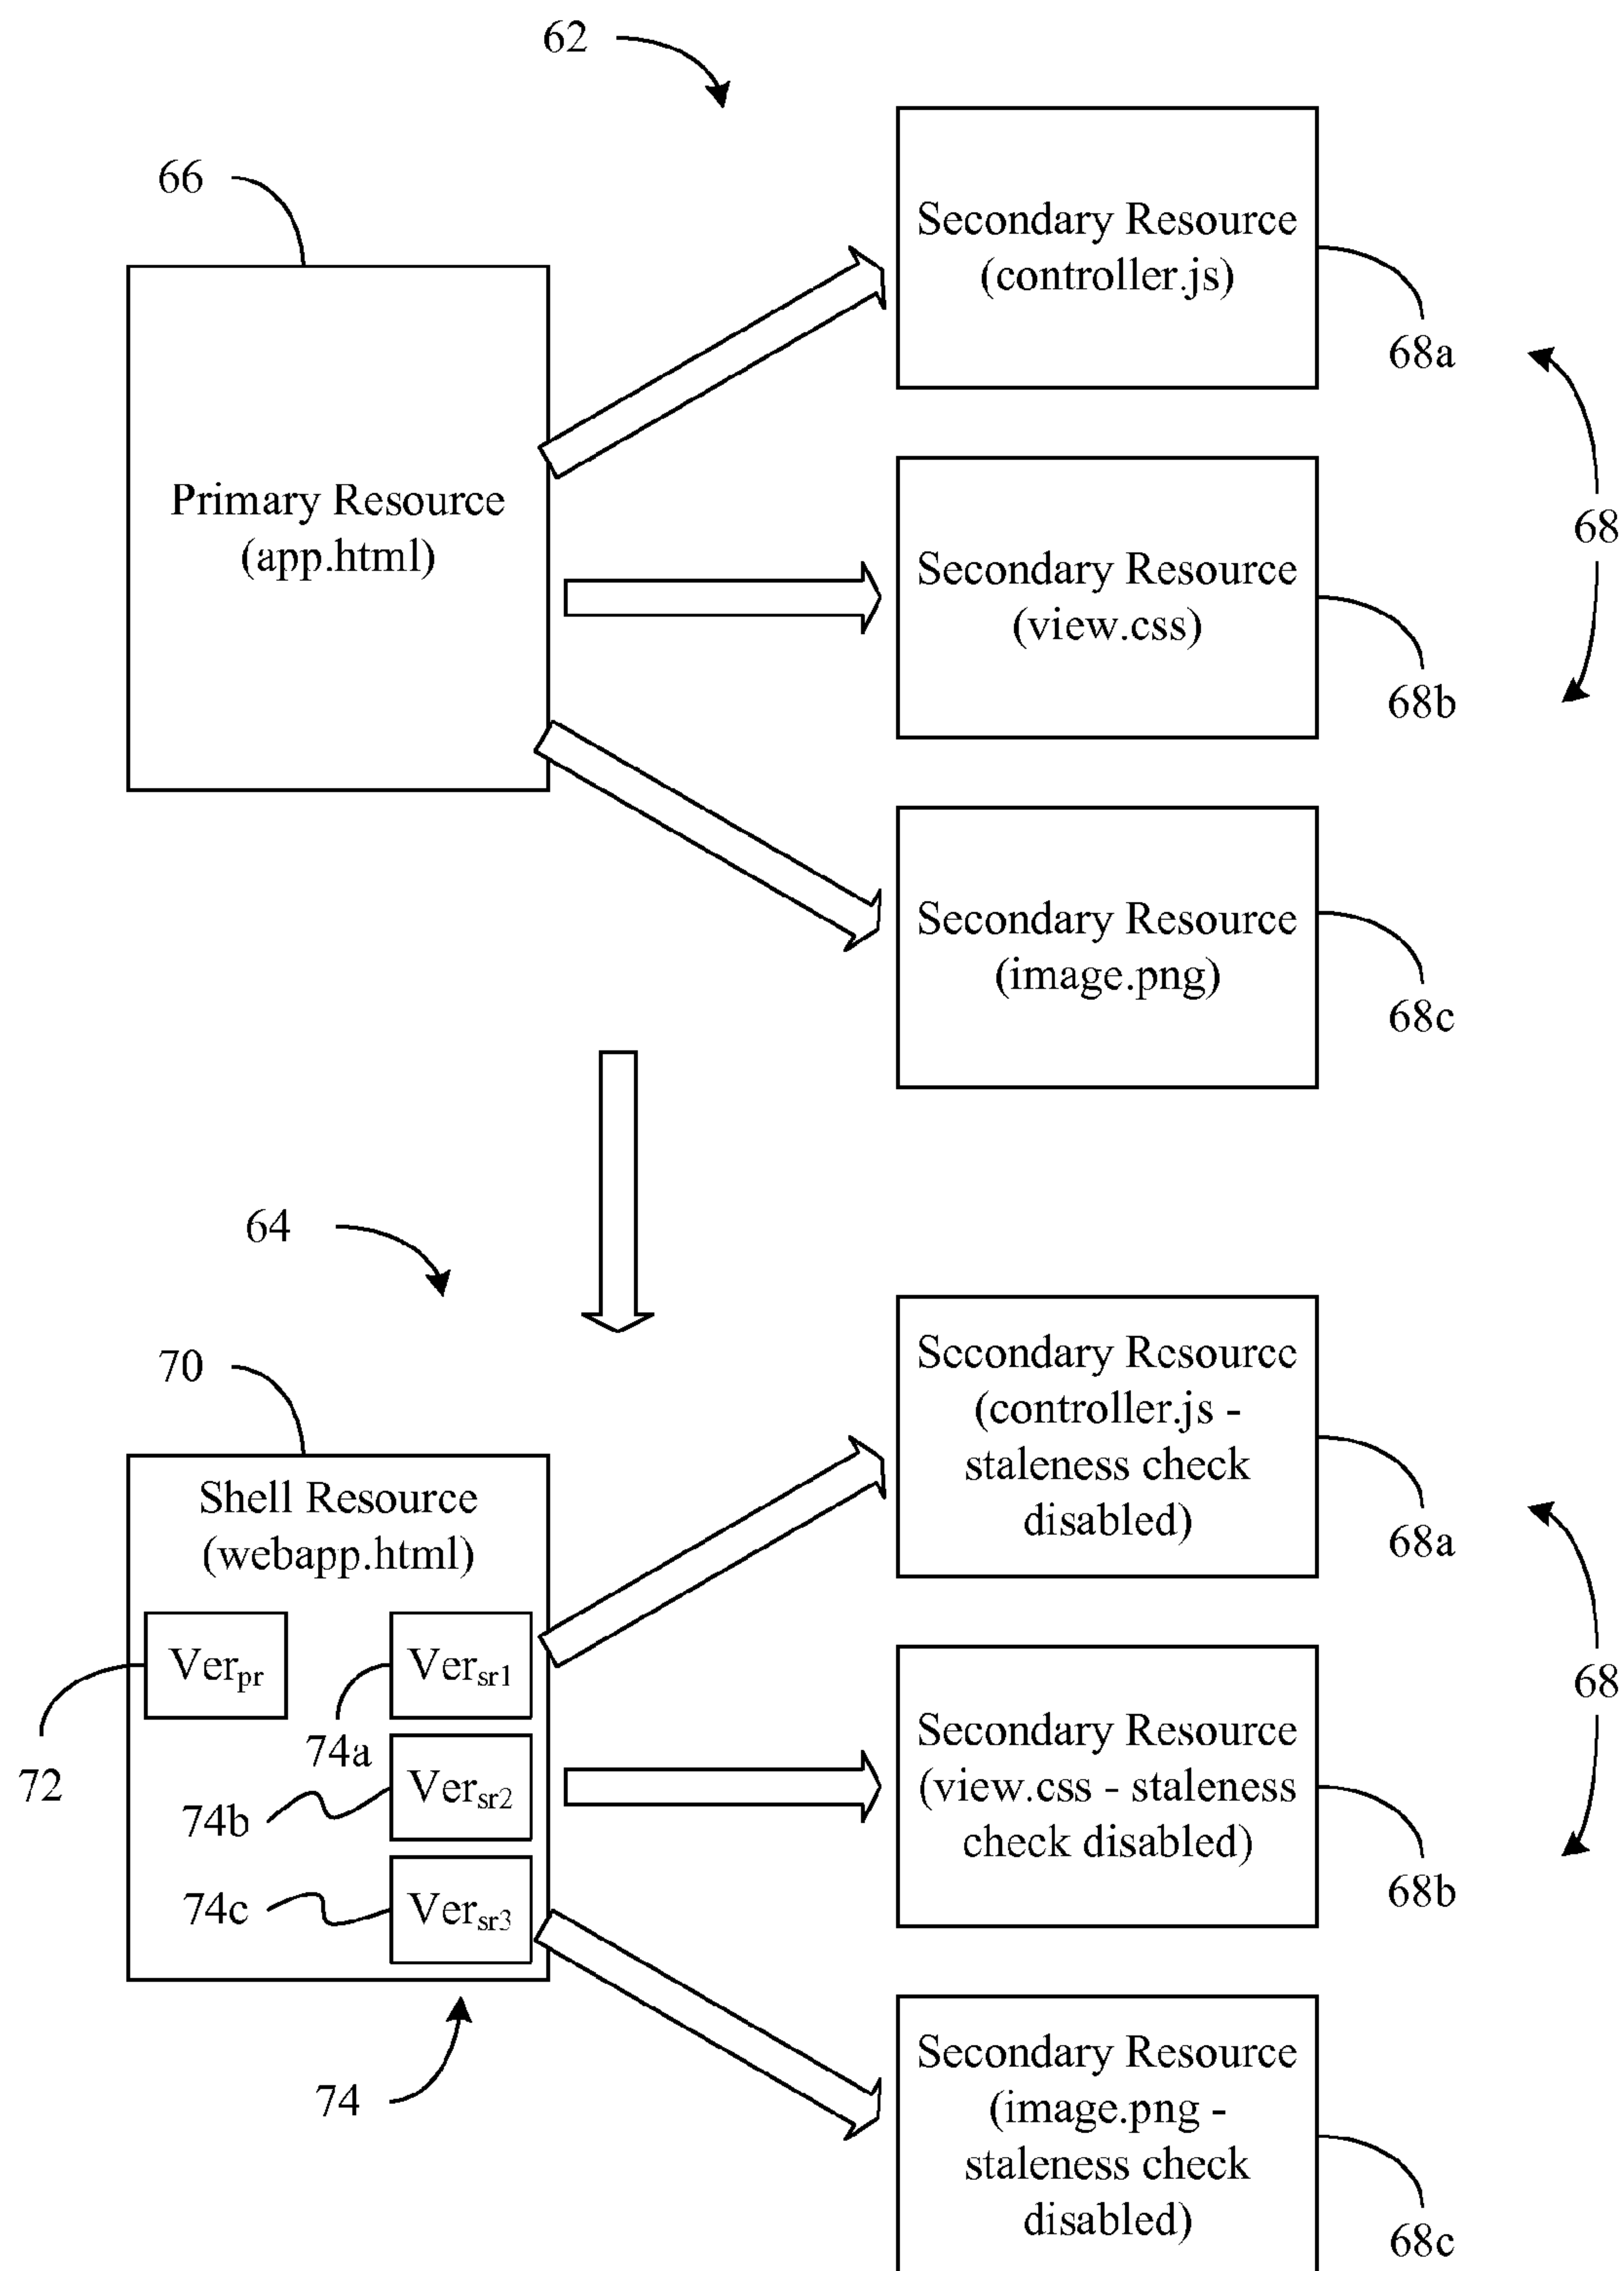 62
66
Primary Resource
(app.html)
Secondary Resource
(controller.js)
68a
Secondary Resource
(view.css)
68b
68
Secondary Resource
(image.png)
68c
64
70
Shell Resource
(webapp.html)
Verpr
72
Versr1
74a
Versr2
74b
Versr3
74c
74
Secondary Resource
(controller.js -
staleness check
disabled)
68a
Secondary Resource
(view.css - staleness
check disabled)
68b
68
Secondary Resource
(image.png -
staleness check
disabled)
68c